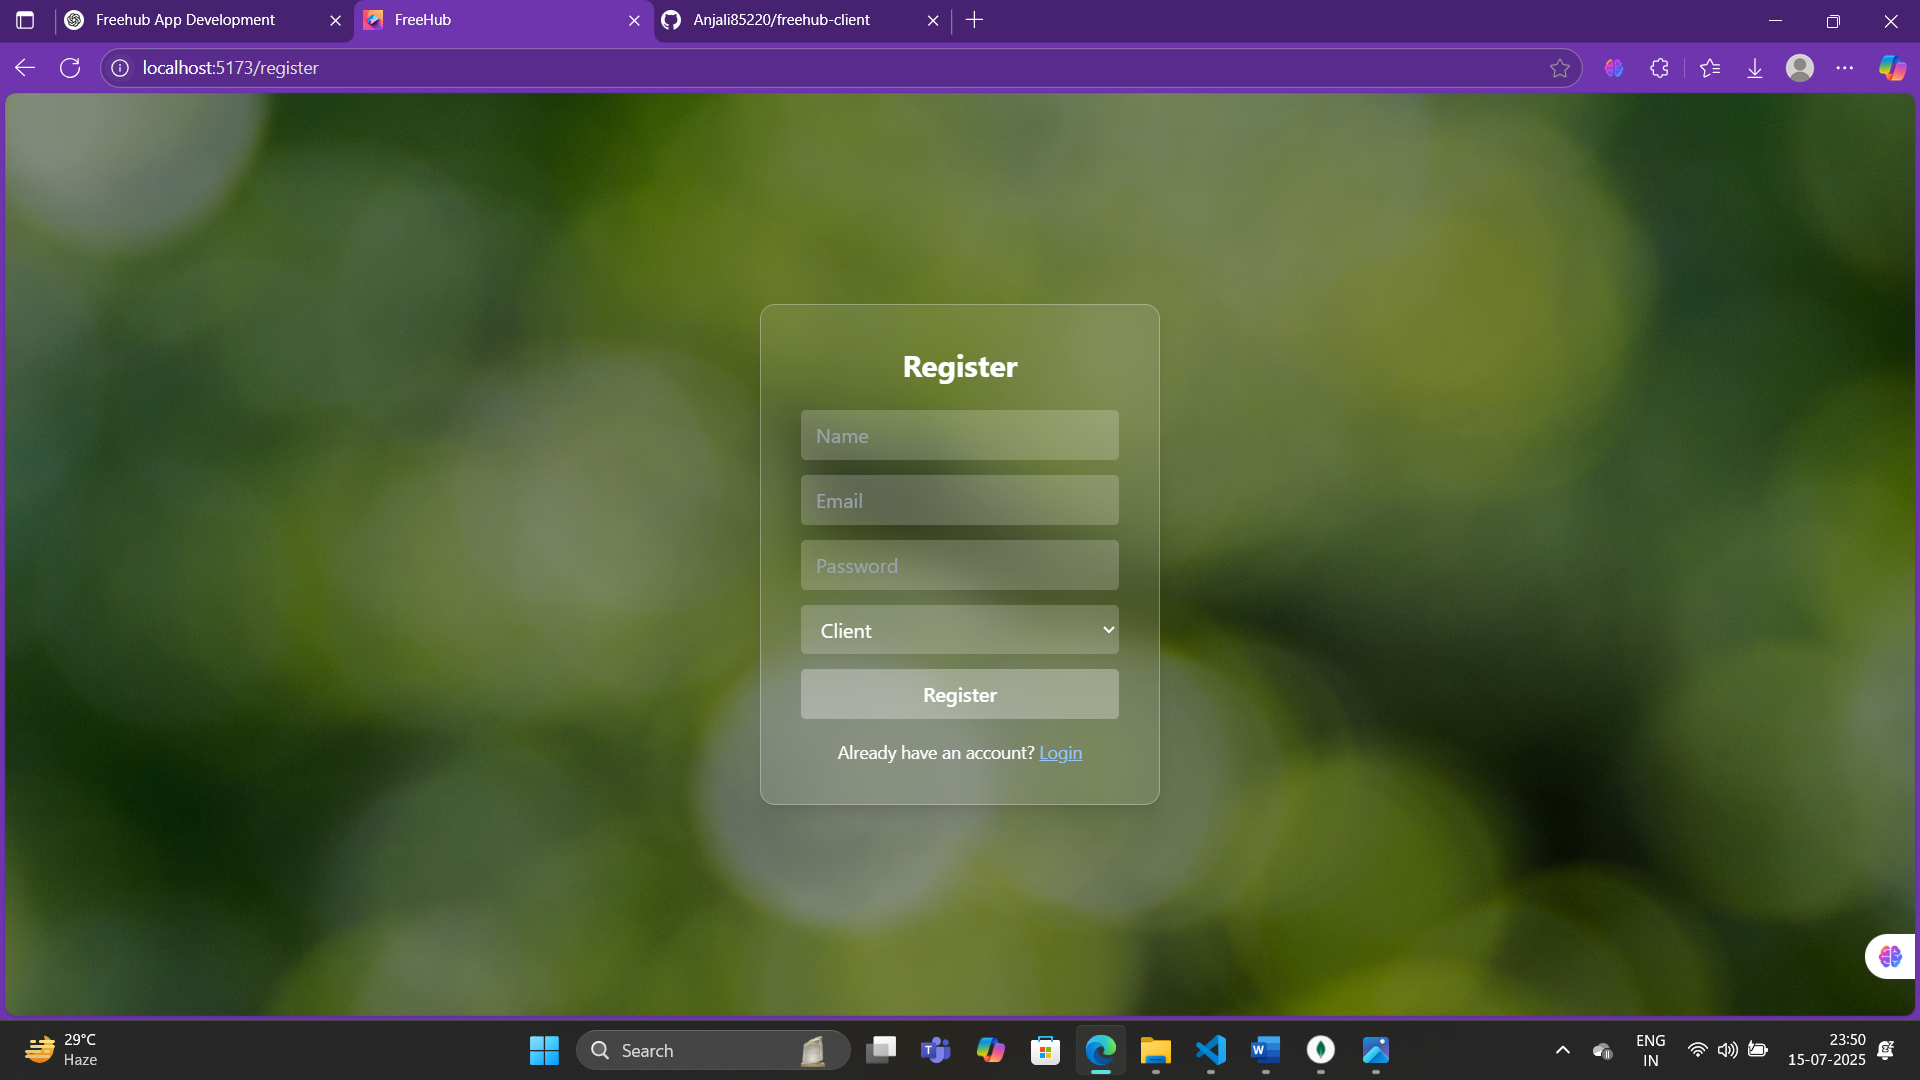 Freehub App Development
FreeHub
Anjali85220/freehub-client
localhost:5173/register
Register
Name
Email
Password
Client
Register
Already have an account? Login
29°C
Haze
Search
ENG
IN
23:50
15-07-2025